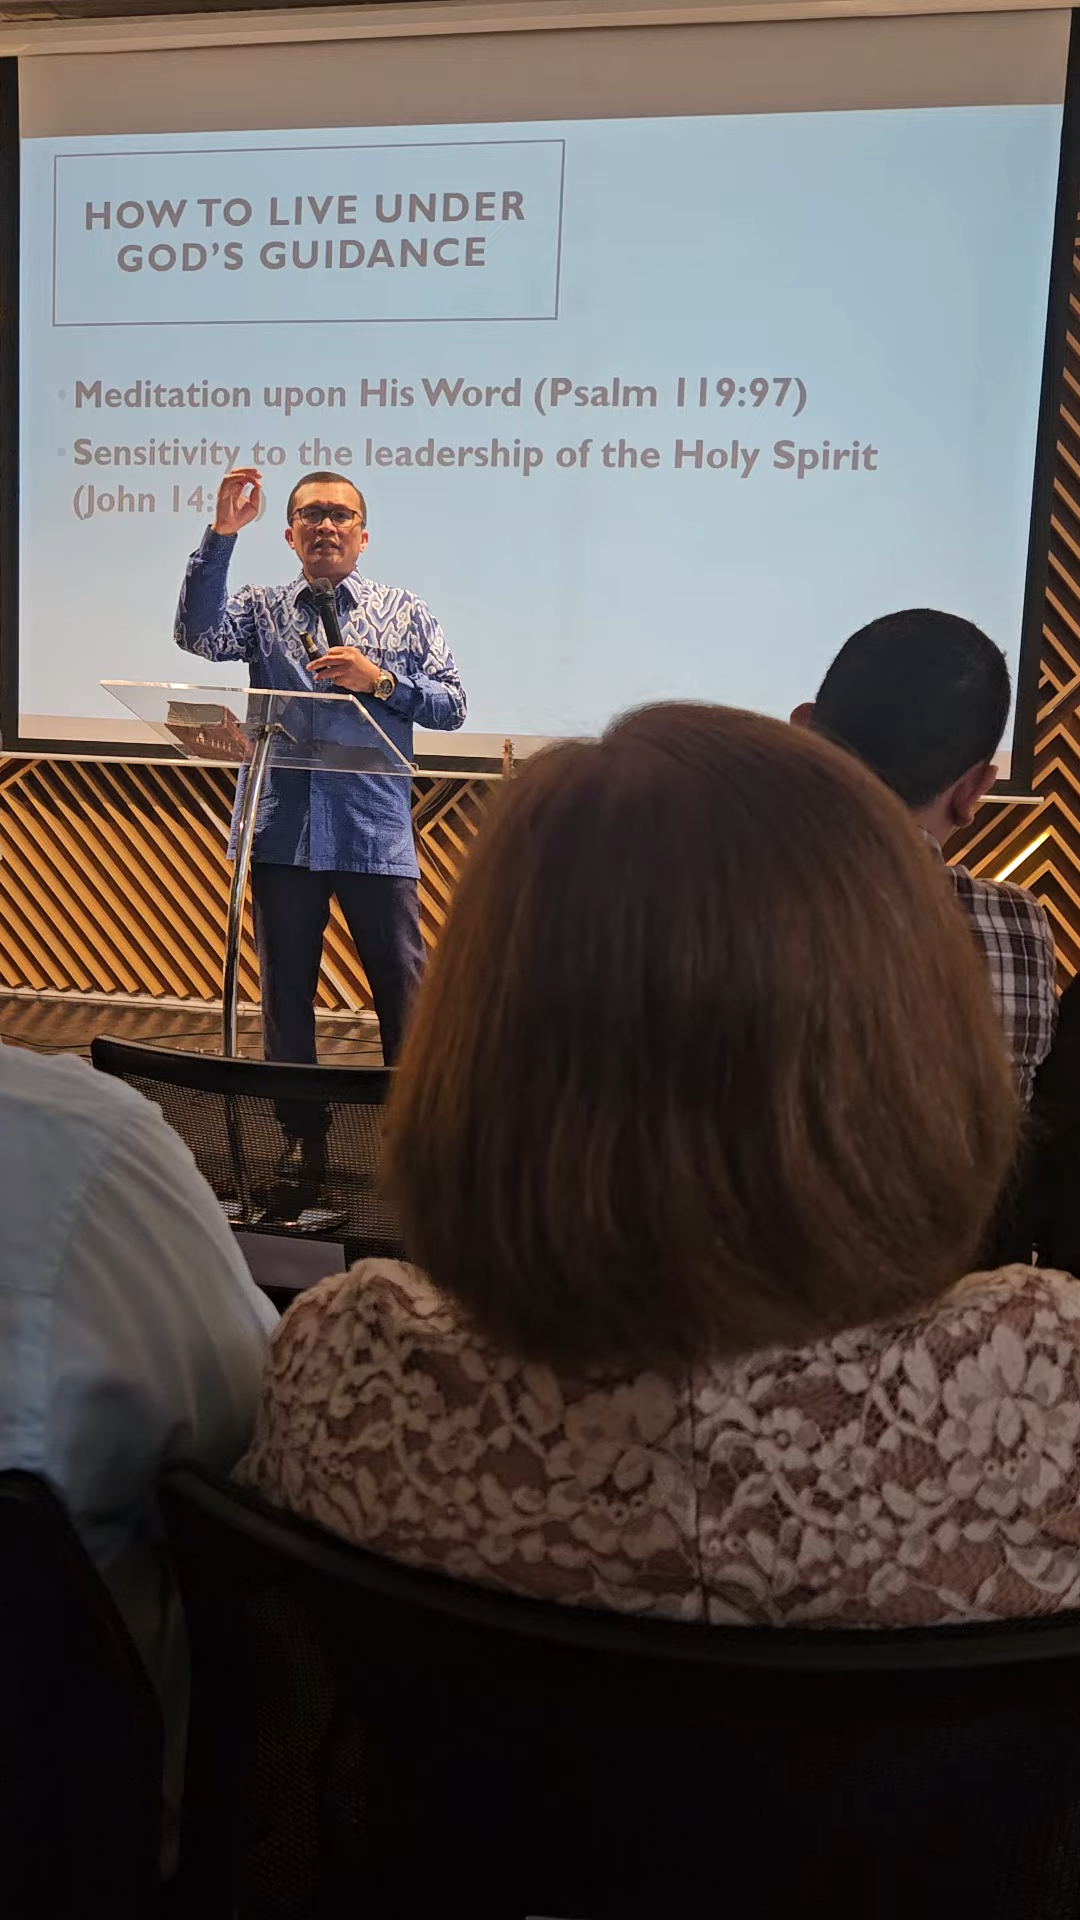 HOW TO LIVE UNDER
GOD'S GUIDANCE
Meditation upon His Word (Psalm 119:97)
Sensitivity to the leadership of the Holy Spirit
(John 14: